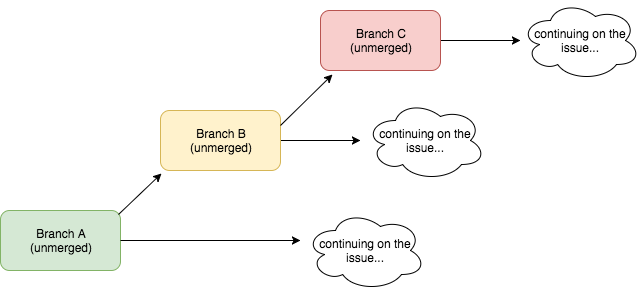 Branch C
(unmerged)
continuing on the
issue...
Branch B
(unmerged)
continuing on the
issue...
Branch A
(unmerged)
continuing on the
issue...